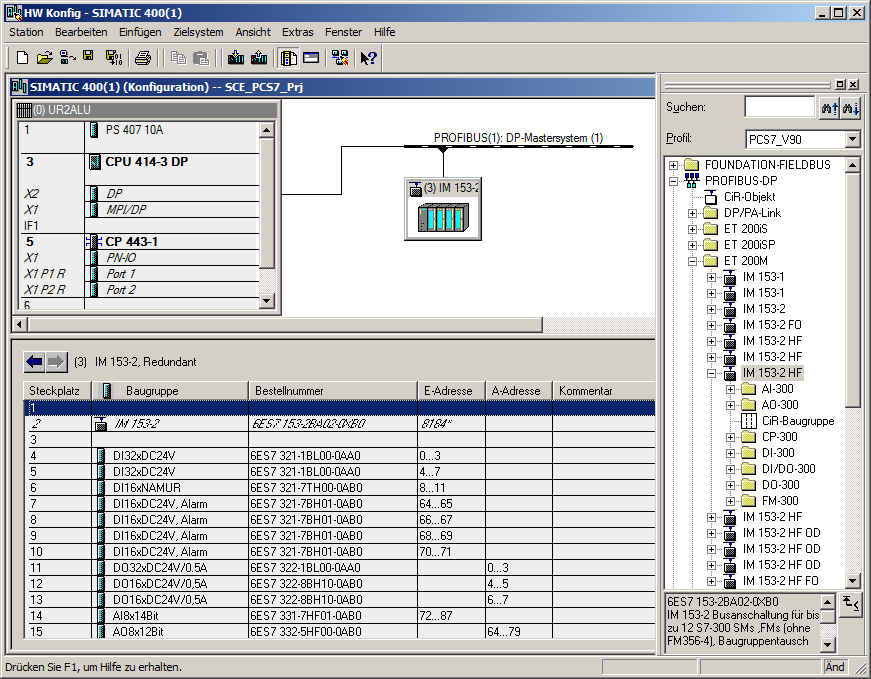 HW Konfig - SIMATIC 400(1)
Station Bearbeiten Einfügen Zielsystem Ansicht Extras Fenster Hilfe
SIMATIC 400(1) (Konfiguration) -- SCE_PCS7_Prj
(0) UR2ALU
1 PS 407 10A
3 CPU 414-3 DP
X2 DP
X1 MPI/DP
IF1
5 CP 443-1
X1 PN-IO
X1 P1 R Port 1
X1 P2 R Port 2
6
PROFIBUS(1): DP-Mastersystem (1)
(3) IM 153-2
(3) IM 153-2, Redundant
Steckplatz Baugruppe Bestellnummer E-Adresse A-Adresse Kommentar
1
2 IM 153-2 6ES7 153-2BA02-0XB0 8184*
3
4 DI32xDC24V 6ES7 321-1BL00-0AA0 0...3
5 DI32xDC24V 6ES7 321-1BL00-0AA0 4...7
6 DI16xNAMUR 6ES7 321-7TH00-0AB0 8...11
7 DI16xDC24V, Alarm 6ES7 321-7BH01-0AB0 64...65
8 DI16xDC24V, Alarm 6ES7 321-7BH01-0AB0 66...67
9 DI16xDC24V, Alarm 6ES7 321-7BH01-0AB0 68...69
10 DI16xDC24V, Alarm 6ES7 321-7BH01-0AB0 70...71
11 DO32xDC24V/0.5A 6ES7 322-1BL00-0AA0 0...3
12 DO16xDC24V/0,5A 6ES7 322-8BH10-0AB0 4...5
13 DO16xDC24V/0,5A 6ES7 322-8BH10-0AB0 6...7
14 AI8x14Bit 6ES7 331-7HF01-0AB0 72...87
15 AO8x12Bit 6ES7 332-5HF00-0AB0 64...79
Suchen:
Profil: PCS7_V90
FOUNDATION-FIELDBUS
PROFIBUS-DP
CiR-Objekt
DP/PA-Link
ET 200iS
ET 200iSP
ET 200M
IM 153-1
IM 153-1
IM 153-2
IM 153-2 FO
IM 153-2 HF
IM 153-2 HF
IM 153-2 HF
AI-300
AO-300
CiR-Baugruppe
CP-300
DI-300
DI/DO-300
DO-300
FM-300
IM 153-2 HF
IM 153-2 HF OD
IM 153-2 HF OD
IM 153-2 HF OD
IM 153-2 HF FO
6ES7 153-2BA02-0XB0
IM 153-2 Busanschaltung für bis
zu 12 S7-300 SMs ,FMs (ohne
FM356-4), Baugruppentausch
Drücken Sie F1, um Hilfe zu erhalten.
Änd